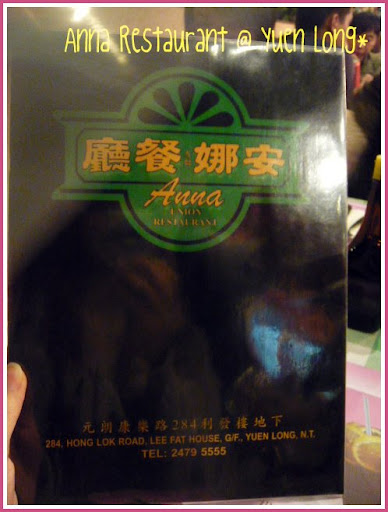 Anna Restaurant @ Yuen Long*
廳餐娜安
Anna
UNION
RESTAURANT
元朗康樂路284利發樓地下
284, HONG LOK ROAD, LEE FAT HOUSE, G/F., YUEN LONG, N.T.
TEL: 2479 5555